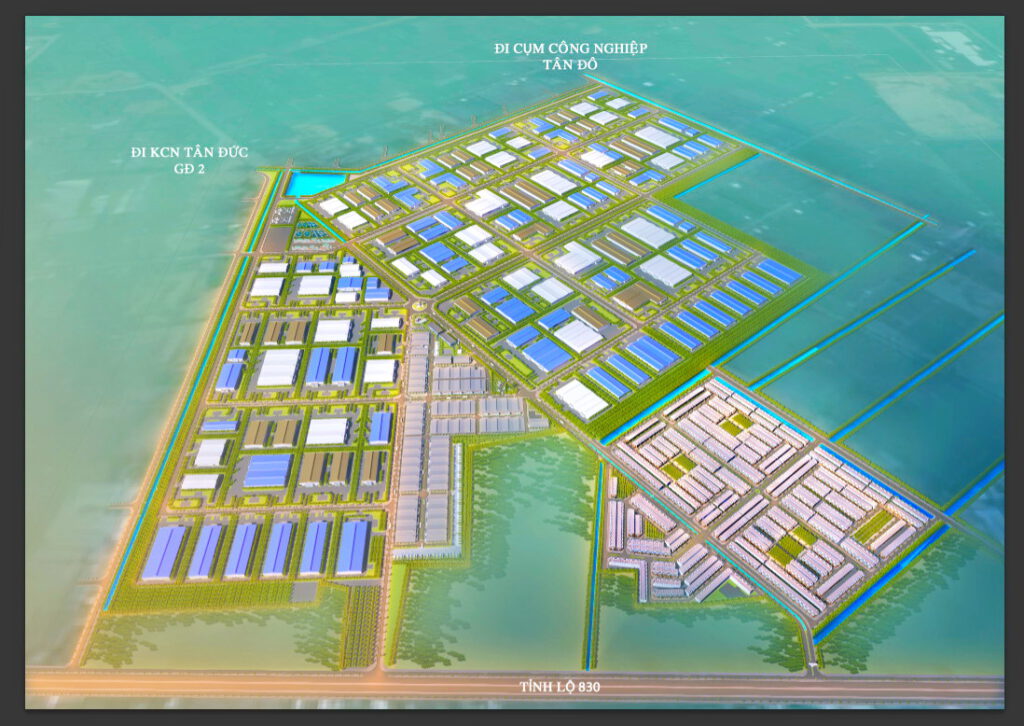 ĐI CỤM CÔNG NGHIỆP
TÂN ĐÔ
ĐI KCN TÂN ĐỨC
GĐ 2
TỈNH LỘ 830